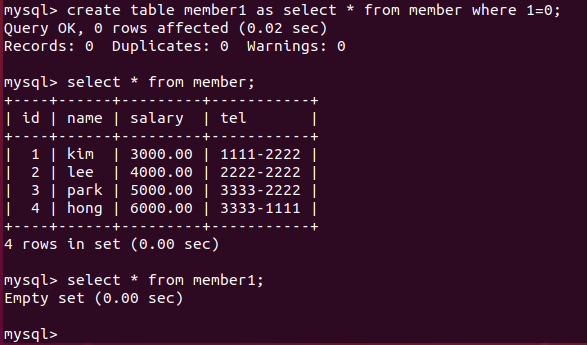 mysql> create table member1 as select * from member where 1=0;
Query OK, 0 rows affected (0.02 sec)
Records: 0  Duplicates: 0  Warnings: 0

mysql> select * from member;
+----+------+---------+-----------+
| id | name | salary  | tel       |
+----+------+---------+-----------+
|  1 | kim  | 3000.00 | 1111-2222 |
|  2 | lee  | 4000.00 | 2222-2222 |
|  3 | park | 5000.00 | 3333-2222 |
|  4 | hong | 6000.00 | 3333-1111 |
+----+------+---------+-----------+
4 rows in set (0.00 sec)

mysql> select * from member1;
Empty set (0.00 sec)

mysql>